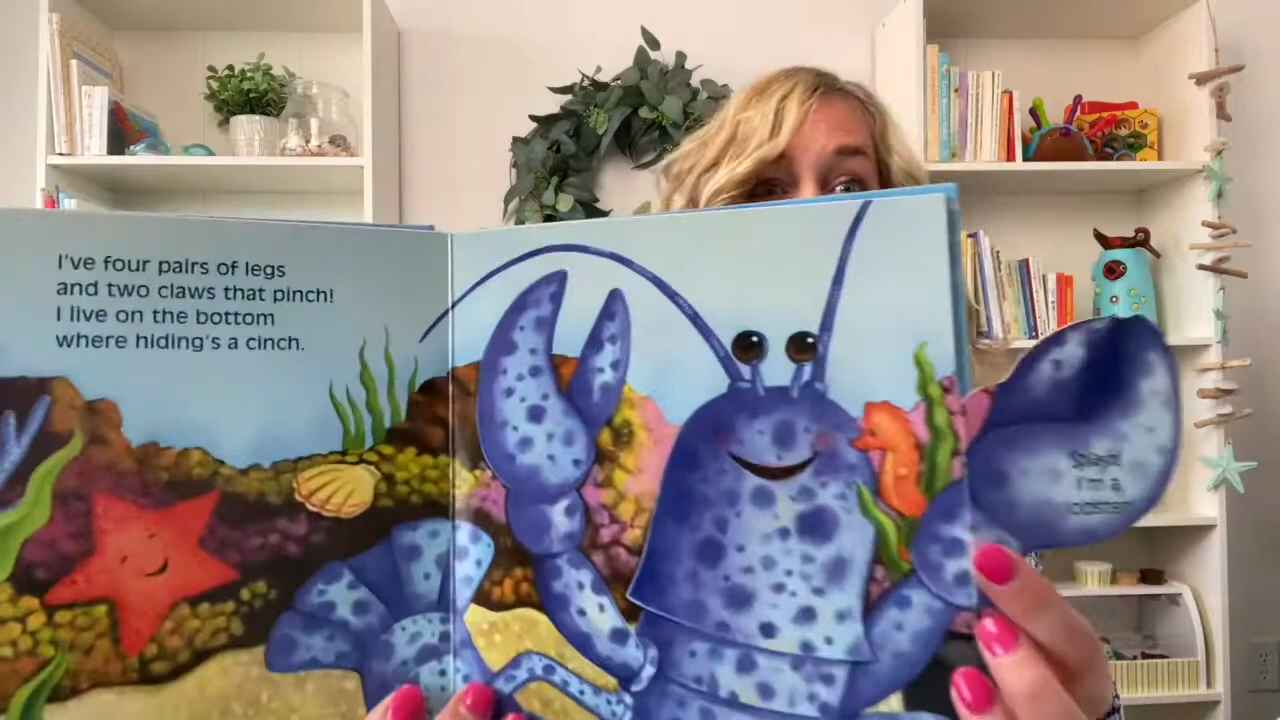 I've four pairs of legs
and two claws that pinch!
I live on the bottom
where hiding's a cinch.
I'm a